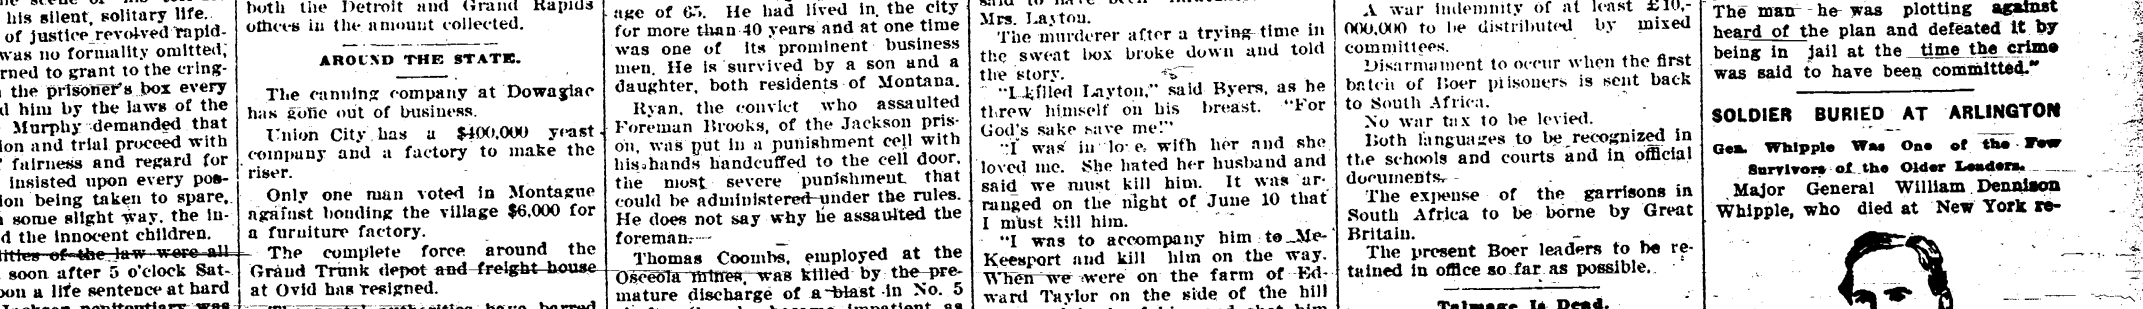 his silent, solitary life.
of justice revolved rapid-
was no formality omitted,
rned to grant to the cring-
the prisoner's box every
d him by the laws of the
Murphy demanded that
ion and trial proceed with
fairness and regard for
insisted upon every pos-
ion being taken to spare,
some slight way, the in-
d the innocent children.
of the law were all
soon after 5 o'clock Sat-
pon a life sentence at hard
both the Detroit and Grand Rapids
offices in the amount collected.
AROUND THE STATE.
The canning company at Dowagiac
has gone out of business.
Union City has a $400,000 yeast
company and a factory to make the
riser.
Only one man voted in Montague
against bonding the village $6,000 for
a furniture factory.
The complete force around the
Grand Trunk depot and freight house
at Ovid has resigned.
age of 65. He had lived in the city
for more than 40 years and at one time
was one of its prominent business
men. He is survived by a son and a
daughter, both residents of Montana.
Ryan, the convict who assaulted
Foreman Brooks, of the Jackson pris-
on, was put in a punishment cell with
his hands handcuffed to the cell door,
the most severe punishment that
could be administered under the rules.
He does not say why he assaulted the
foreman.
Thomas Coombs, employed at the
Osceola mines, was killed by the pre-
mature discharge of a blast in No. 5
Mrs. Layton.
The murderer after a trying time in
the sweat box broke down and told
the story.
"I killed Layton," said Byers, as he
threw himself on his breast. "For
God's sake save me!"
"I was in lo e with her and she
loved me. She hated her husband and
said we must kill him. It was ar-
ranged on the night of June 10 that
I must kill him.
"I was to accompany him to Mc-
Keesport and kill him on the way.
When we were on the farm of Ed-
ward Taylor on the side of the hill
A war indemnity of at least £10,-
000,000 to be distributed by mixed
committees.
Disarmament to occur when the first
batch of Boer prisoners is sent back
to South Africa.
No war tax to be levied.
Both languages to be recognized in
the schools and courts and in official
documents.
The expense of the garrisons in
South Africa to be borne by Great
Britain.
The present Boer leaders to be re-
tained in office so far as possible.
Talmage Is Dead.
The man he was plotting against
heard of the plan and defeated it by
being in jail at the time the crime
was said to have been committed."
SOLDIER BURIED AT ARLINGTON
Gen. Whipple Was One of the Few
Survivors of the Older Leaders.
Major General William Dennison
Whipple, who died at New York re-